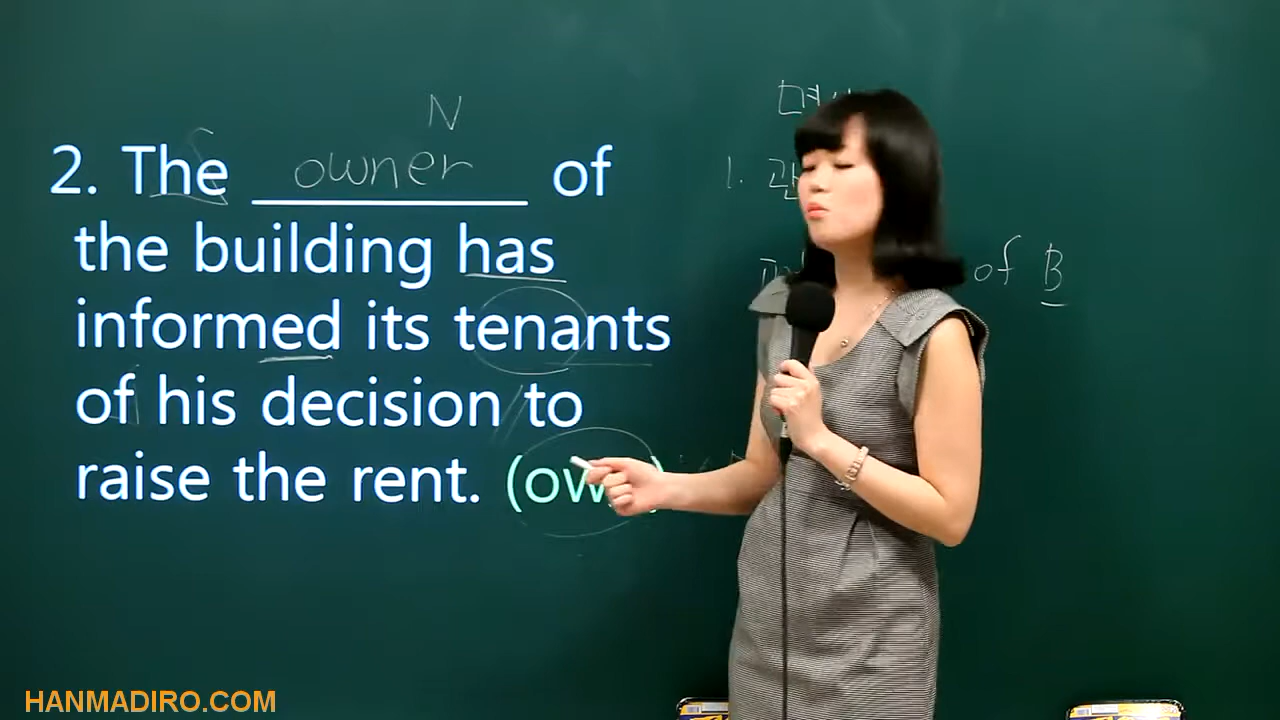 N
2. The owner of
the building has
informed its tenants
of his decision to
raise the rent. (ow
1.
of B
HANMADIRO.COM